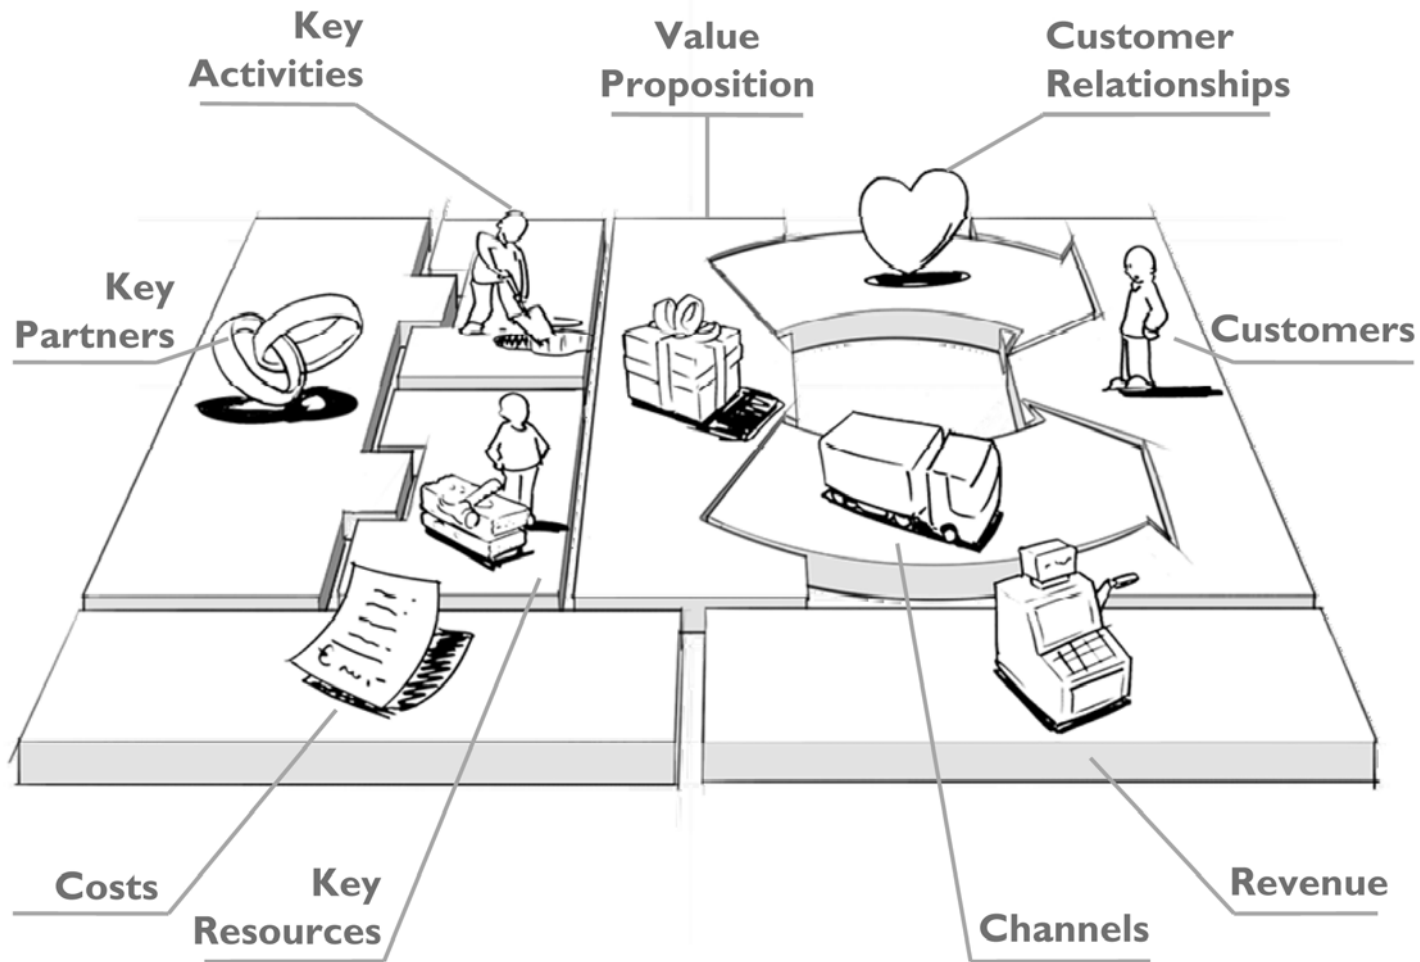 Key
Activities
Value
Proposition
Customer
Relationships
Key
Partners
Customers
€
Costs
Key
Resources
Channels
Revenue